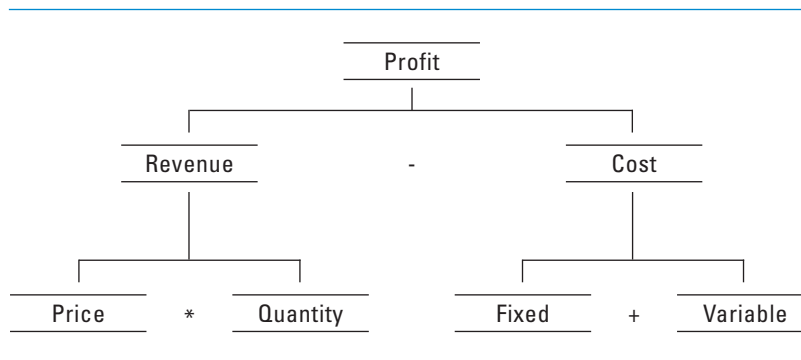 Profit
Revenue - Cost
Price * Quantity Fixed + Variable